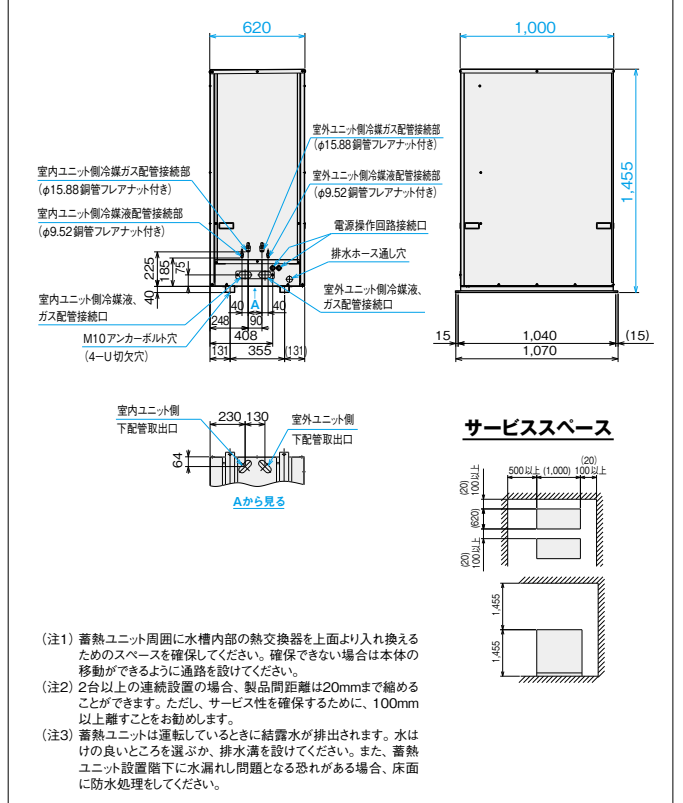 620
1,000
1,455
室外ユニット側冷媒ガス配管接続部
(φ15.88銅管フレアナット付き)
室内ユニット側冷媒ガス配管接続部
(φ15.88銅管フレアナット付き)
室外ユニット側冷媒液配管接続部
(φ9.52銅管フレアナット付き)
室内ユニット側冷媒液配管接続部
(φ9.52銅管フレアナット付き)
電源操作回路接続口
排水ホース通し穴
225
185
75
40
室内ユニット側冷媒液、
ガス配管接続口
室外ユニット側冷媒液、
ガス配管接続口
M10アンカーボルト穴
(4−U切欠穴)
40
A
40
248
90
408
131
355
(131)
15
1,040
(15)
1,070
室内ユニット側
下配管取出口
230
130
室外ユニット側
下配管取出口
64
Aから見る
サービススペース
500以上
(1,000)
(20)
100以上
(20)
100以上
(620)
(20)
100以上
1,455
1,455
(注1) 蓄熱ユニット周囲に水槽内部の熱交換器を上面より入れ換える
ためのスペースを確保してください。確保できない場合は本体の
移動ができるように通路を設けてください。
(注2) 2台以上の連続設置の場合、製品間距離は20mmまで縮める
ことができます。ただし、サービス性を確保するために、100mm
以上離すことをお勧めします。
(注3) 蓄熱ユニットは運転しているときに結露水が排出されます。水は
けの良いところを選ぶか、排水溝を設けてください。また、蓄熱
ユニット設置階下に水漏れし問題となる恐れがある場合、床面
に防水処理をしてください。